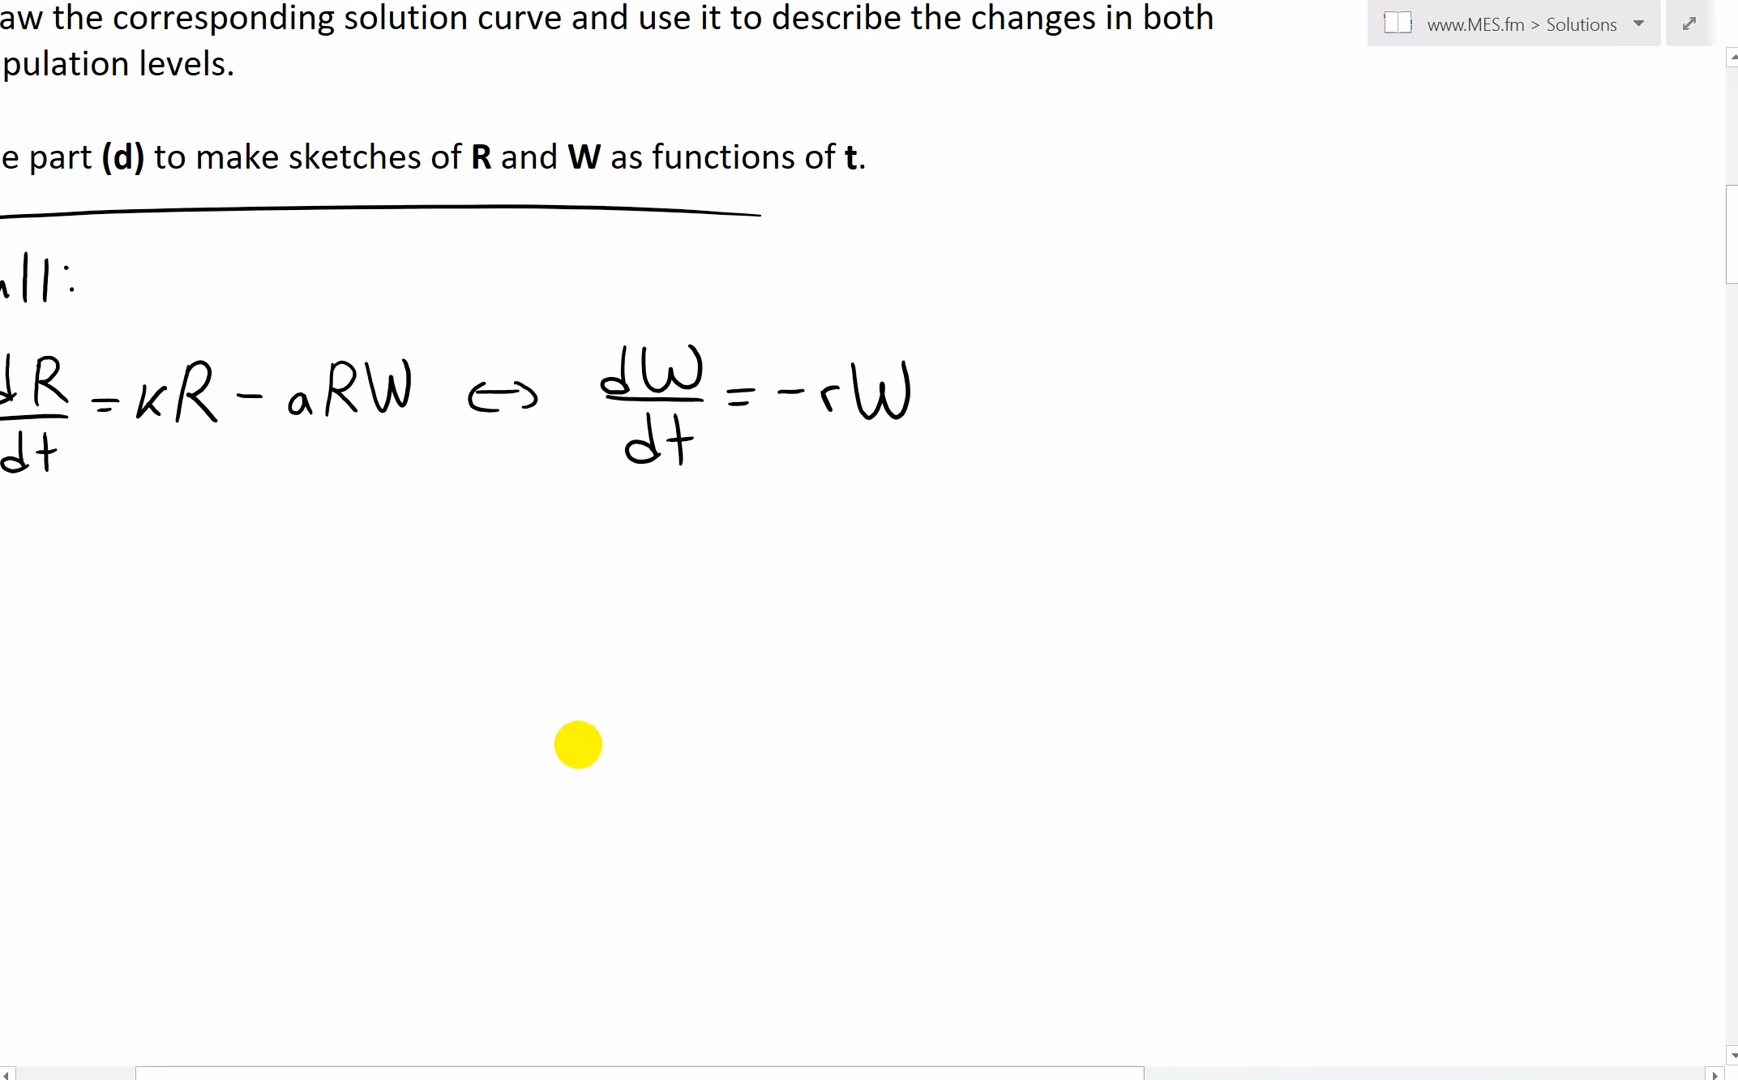 aw the corresponding solution curve and use it to describe the changes in both
www.MES.fm > Solutions
pulation levels.
e part (d) to make sketches of R and W as functions of t.
all:
dR/dt = kR - aRW ↔ dW/dt = -rW